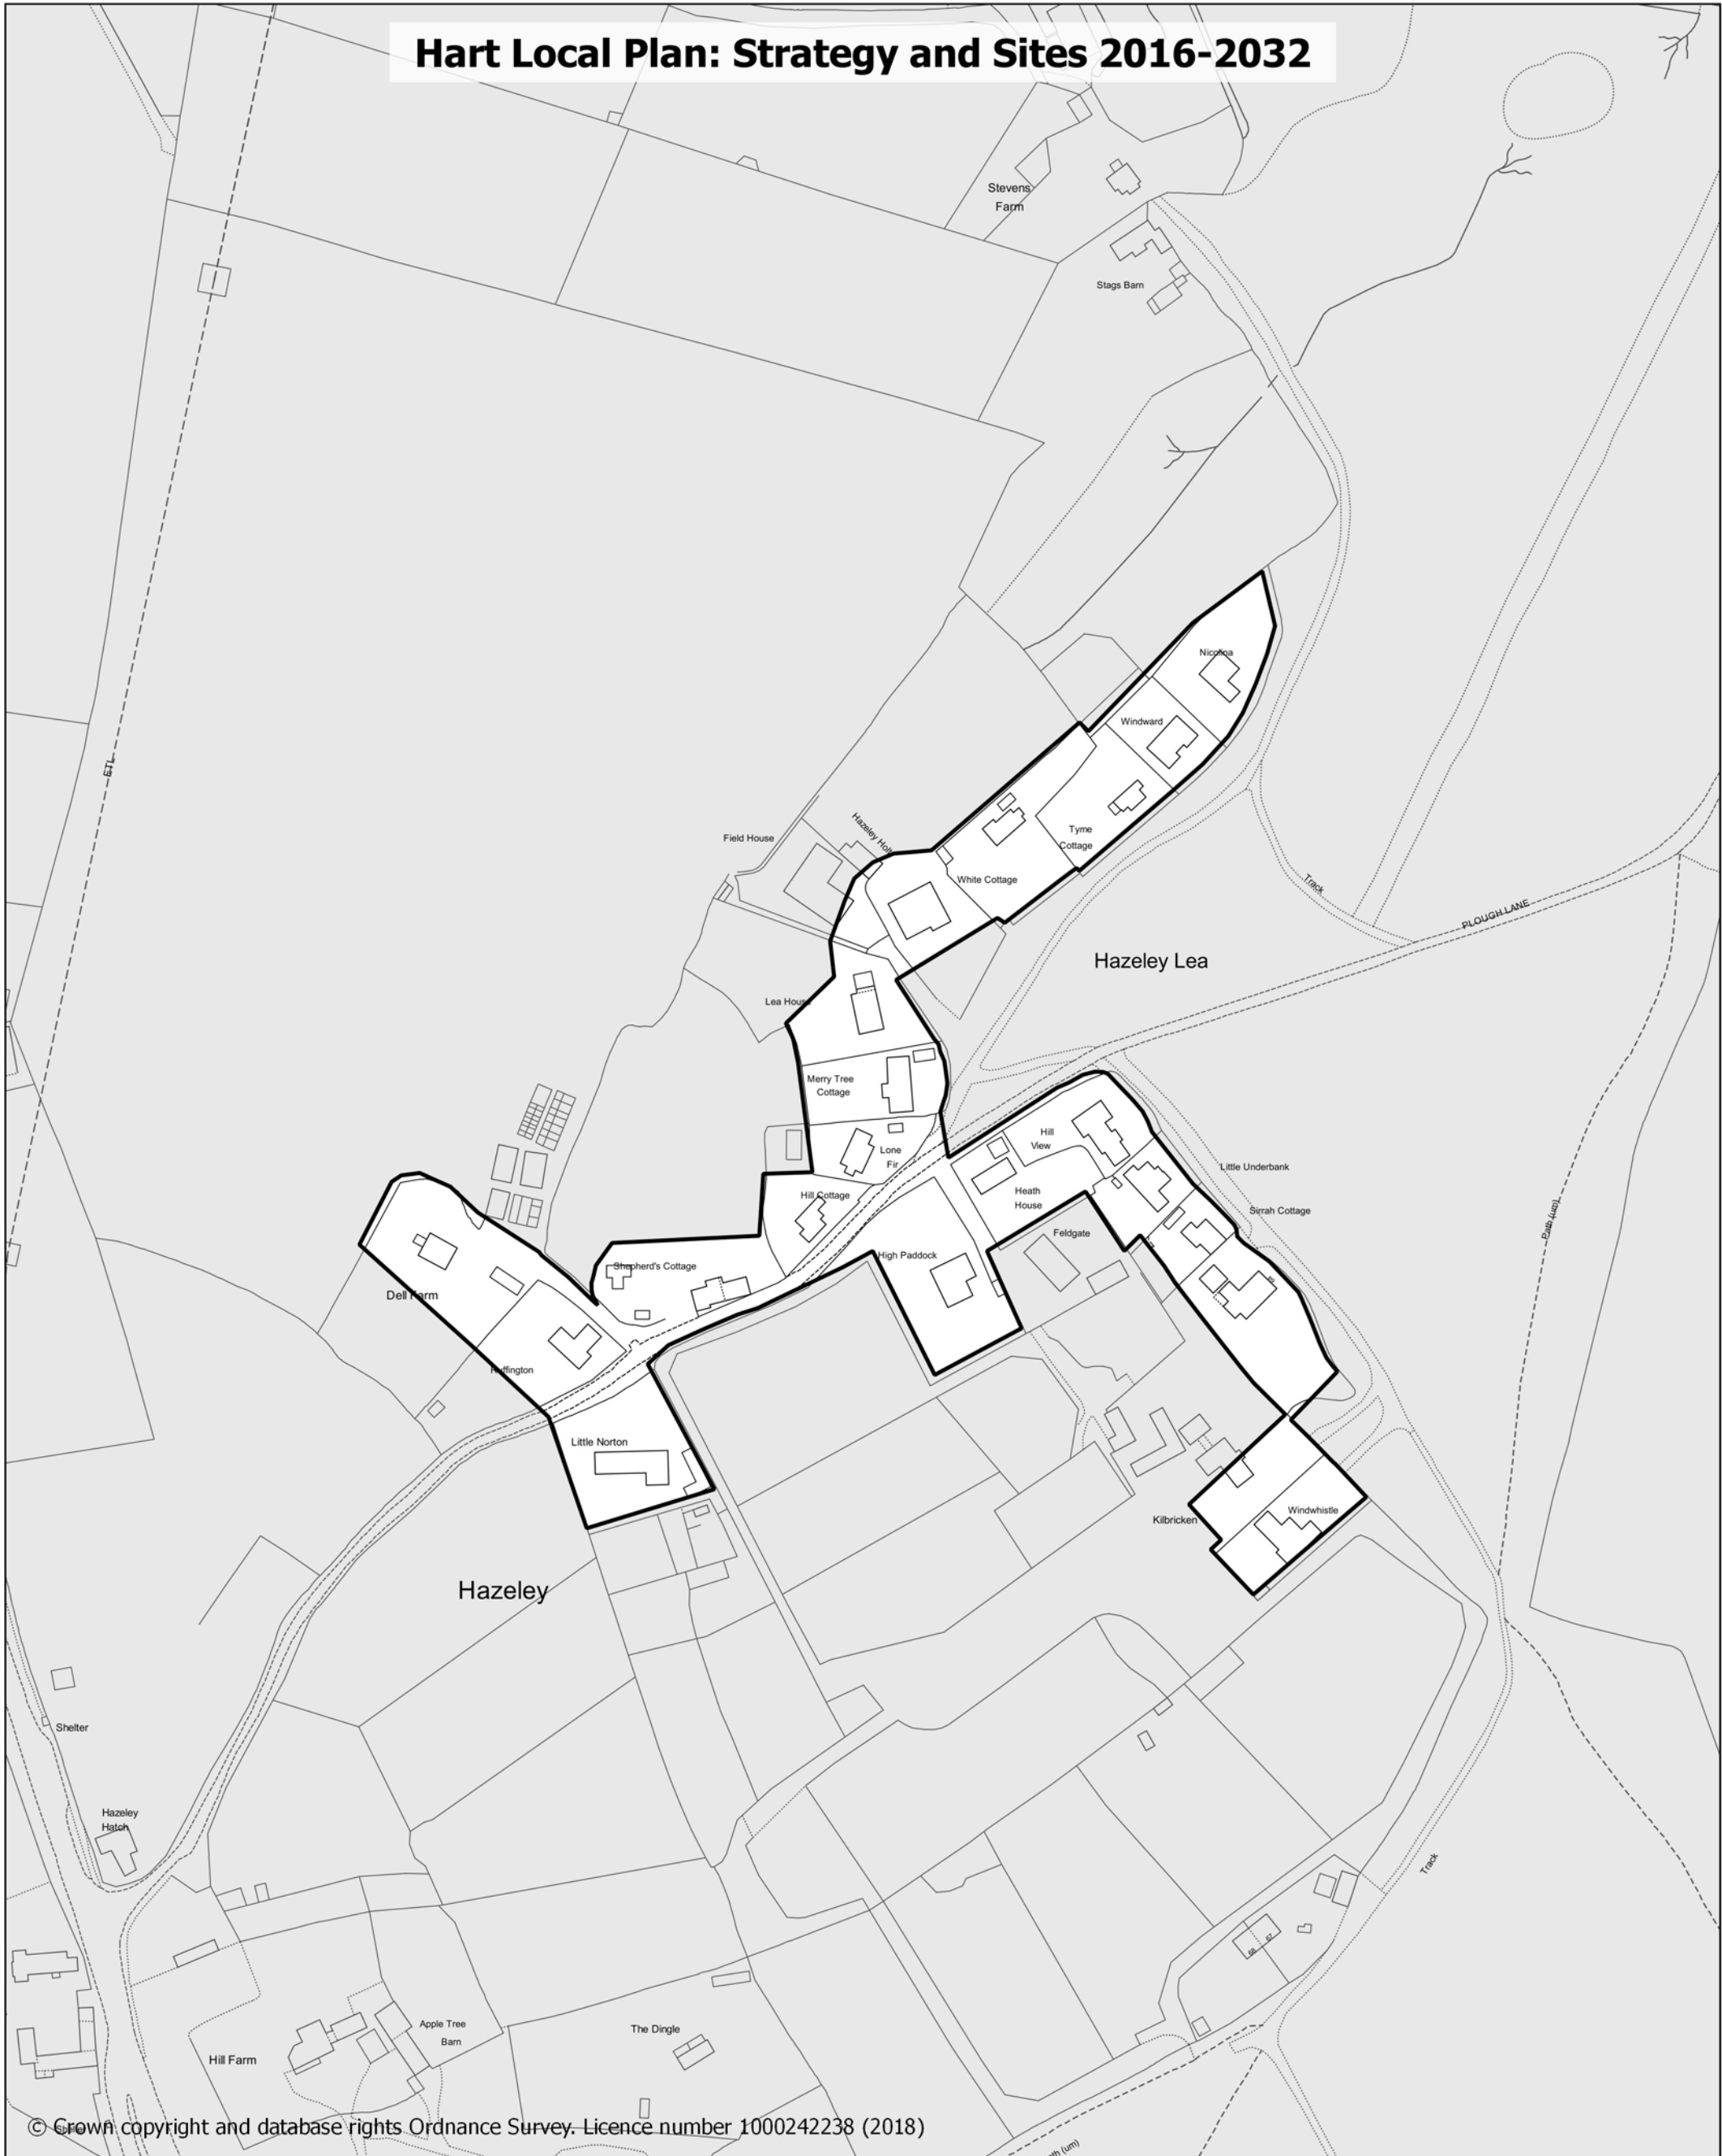 Hart Local Plan: Strategy and Sites 2016-2032
Stevens
Farm
Stags Barn
Nicolina
Windward
ETL
Tyme
Cottage
Field House
White Cottage
Track
PLOUGH LANE
Hazeley Lea
Lea House
Merry Tree
Cottage
Lone
Fir
Hill
View
Little Underbank
Heath
House
Hill Cottage
Sirrah Cottage
Path (um)
Feldgate
High Paddock
Shepherd's Cottage
Dell Farm
Little Norton
Kilbricken
Windwhistle
Hazeley
Shelter
Hazeley
Hatch
Track
68
67
Apple Tree
Barn
The Dingle
Hill Farm
© Crown copyright and database rights Ordnance Survey. Licence number 1000242238 (2018)